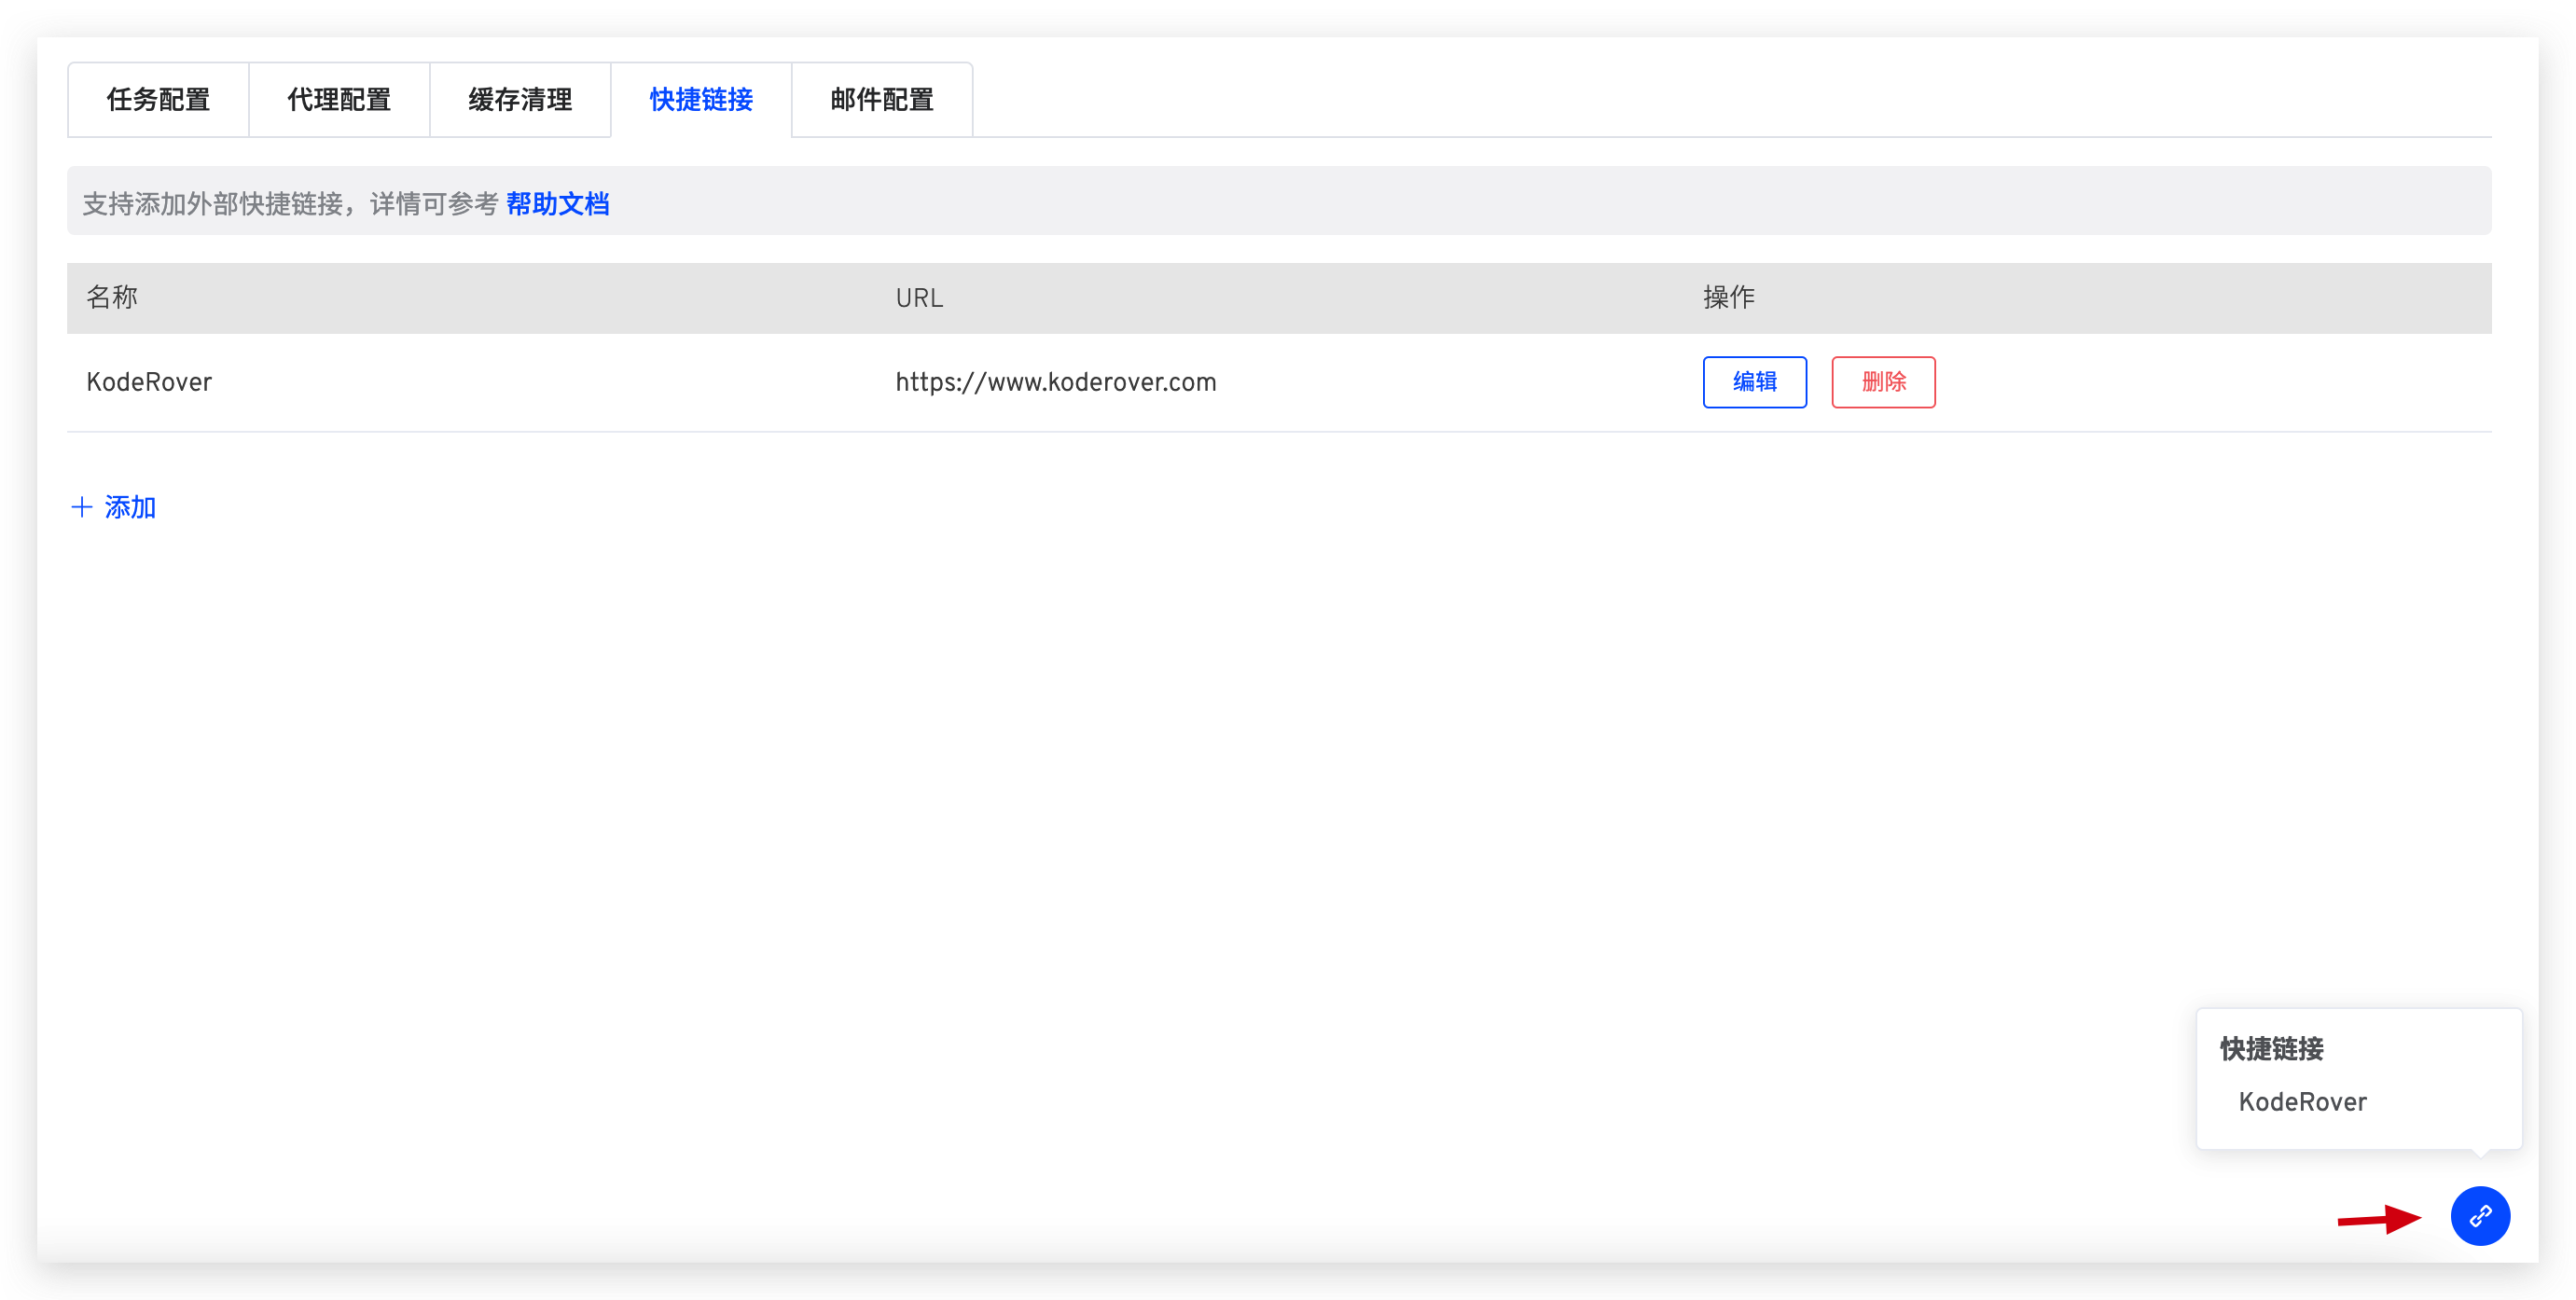 任务配置 代理配置 缓存清理 快捷链接 邮件配置
支持添加外部快捷链接，详情可参考 帮助文档
名称 URL 操作
KodeRover https://www.koderover.com 编辑 删除
添加
快捷链接
KodeRover